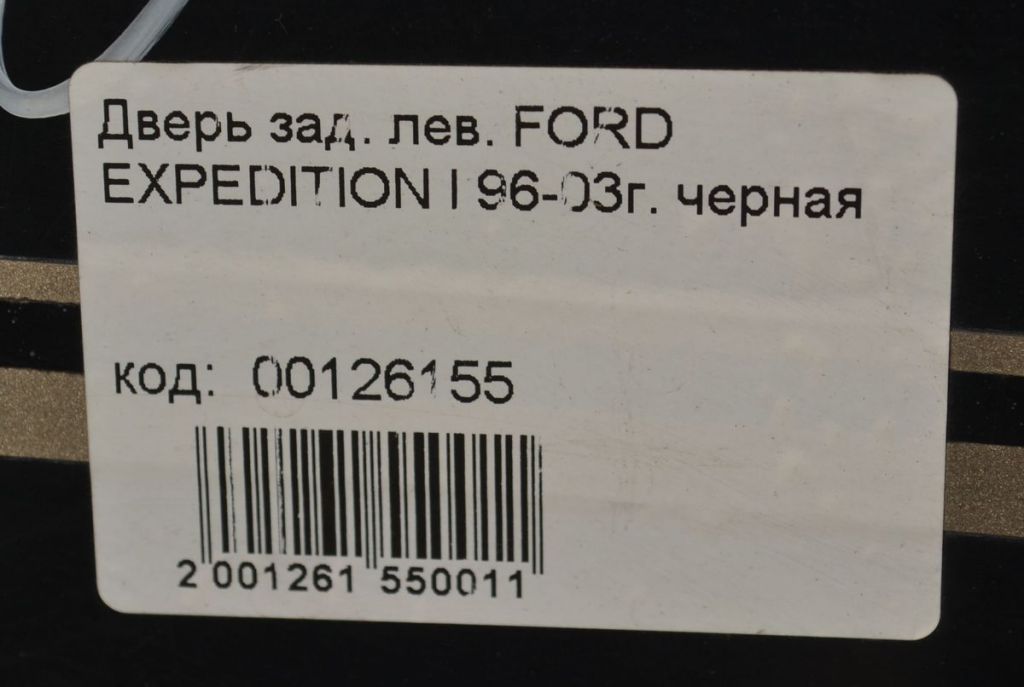 Дверь зад. лев. FORD
EXPEDITION I 96-03г. черная
код: 00126155
2 001261 550011